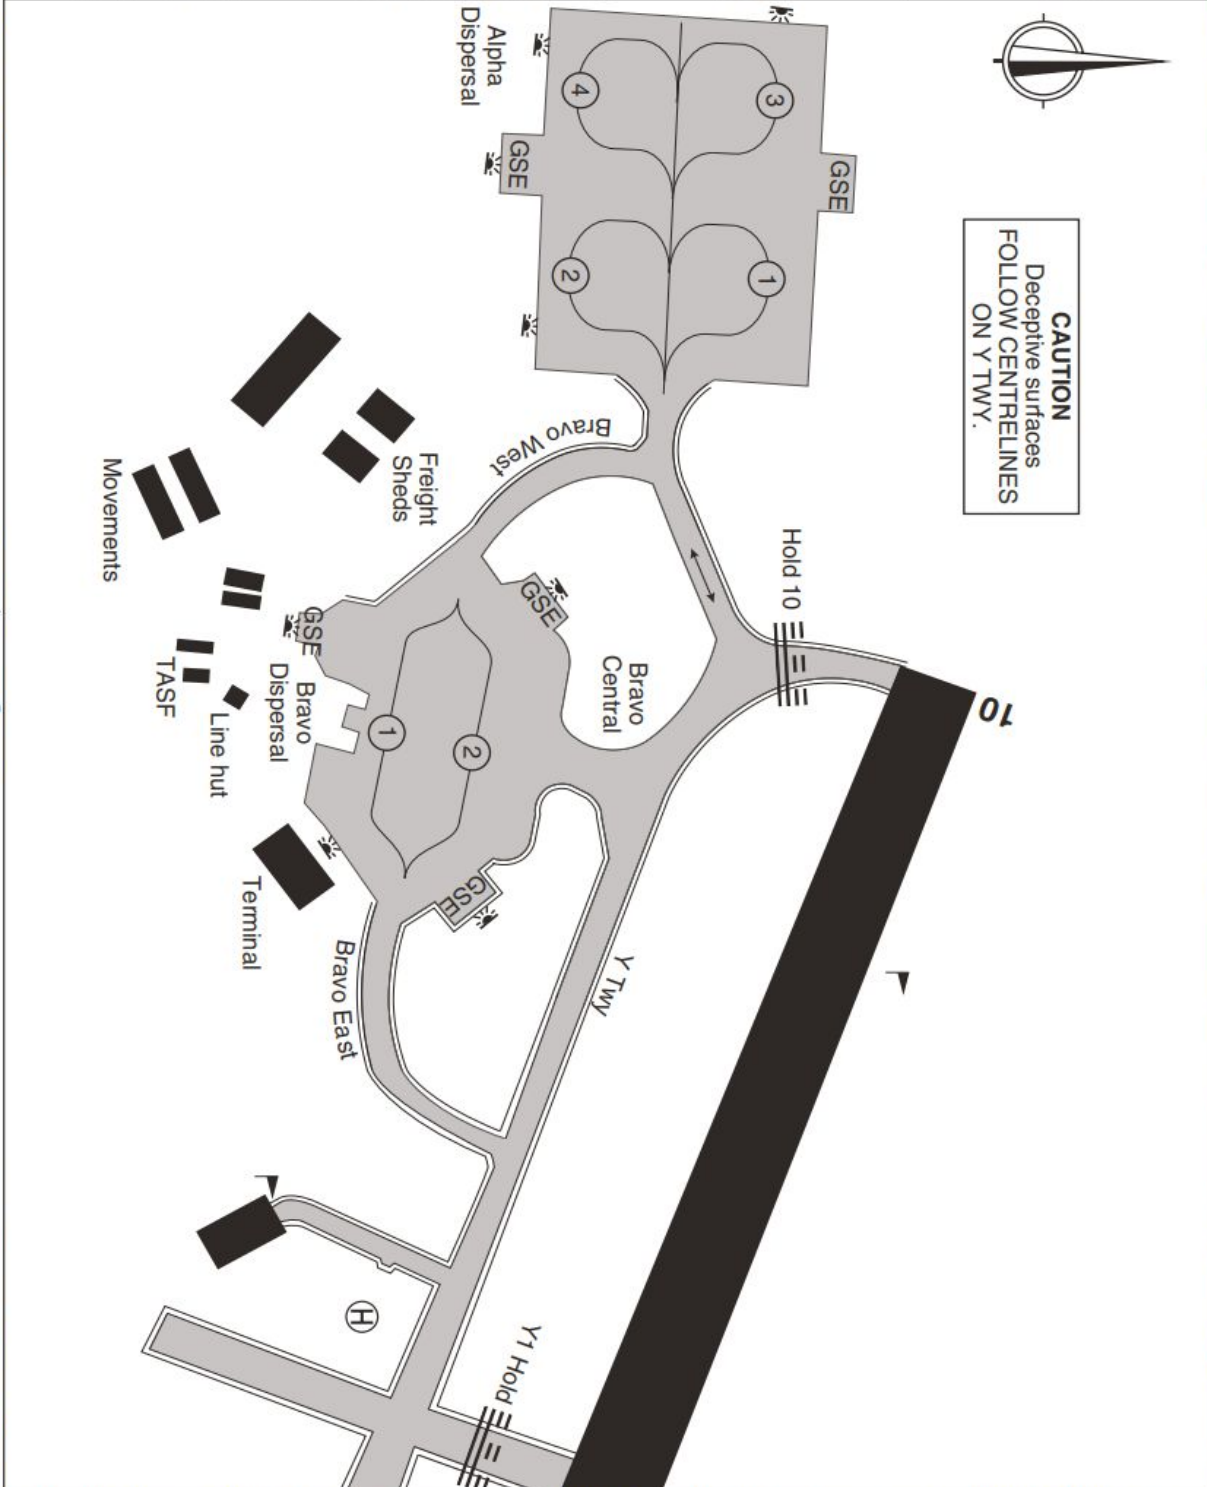 Alpha
Dispersal
4
3
GSE
GSE
2
1
CAUTION
Deceptive surfaces
FOLLOW CENTRELINES
ON Y TWY.
Bravo West
Freight
Sheds
Movements
Hold 10
GSE
GSE
Bravo
Central
10
TASF
Line hut
Bravo
Dispersal
1
2
Terminal
GSE
Bravo East
Y Twy
H
Y1 Hold